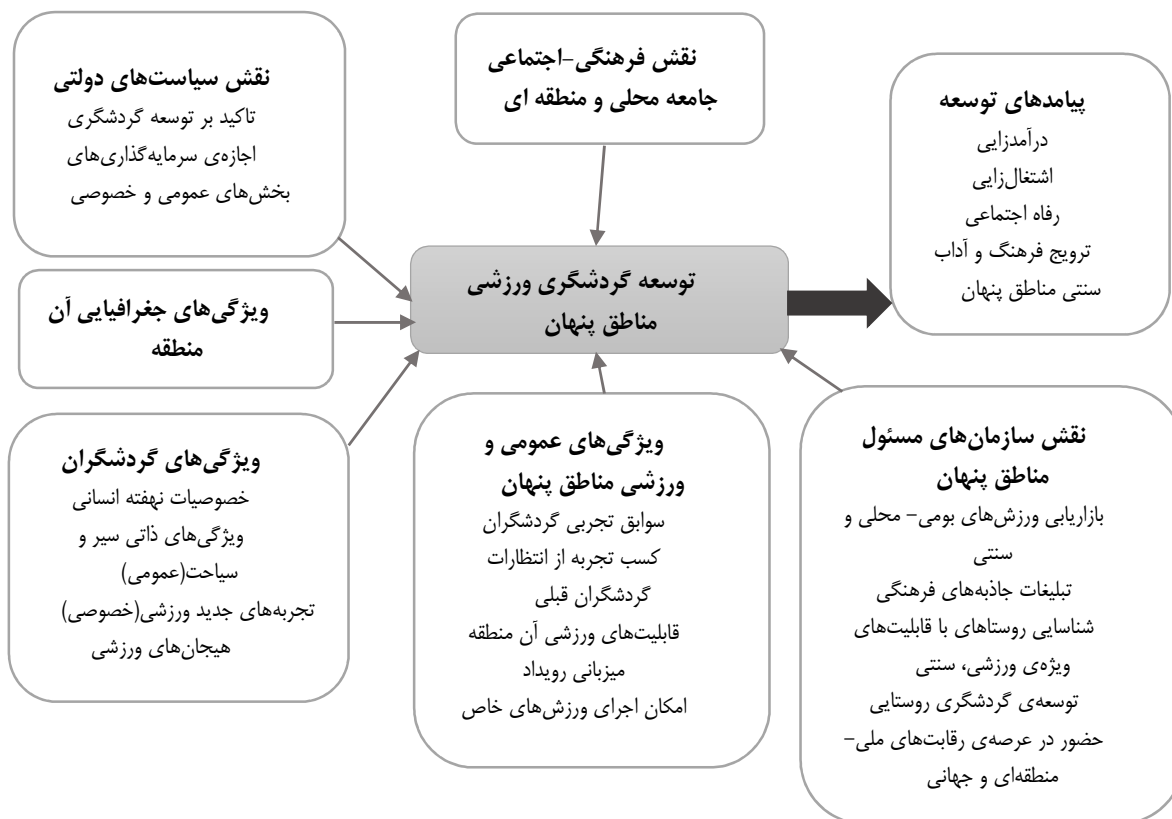 نقش سیاست‌های دولتی
تاکید بر توسعه گردشگری
اجازه‌ی سرمایه‌گذاری‌های
بخش‌های عمومی و خصوصی
نقش فرهنگی-اجتماعی
جامعه محلی و منطقه ای
پیامدهای توسعه
درآمدزایی
اشتغال‌زایی
رفاه اجتماعی
ترویج فرهنگ و آداب
سنتی مناطق پنهان
توسعه گردشگری ورزشی
مناطق پنهان
ویژگی‌های جغرافیایی آن
منطقه
ویژگی‌های گردشگران
خصوصیات نهفته انسانی
ویژگی‌های ذاتی سیر و
سیاحت(عمومی)
تجربه‌های جدید ورزشی(خصوصی)
هیجان‌های ورزشی
ویژگی‌های عمومی و
ورزشی مناطق پنهان
سوابق تجربی گردشگران
کسب تجربه از انتظارات
گردشگران قبلی
قابلیت‌های ورزشی آن منطقه
میزبانی رویداد
امکان اجرای ورزش‌های خاص
نقش سازمان‌های مسئول
مناطق پنهان
بازاریابی ورزش‌های بومی- محلی و
سنتی
تبلیغات جاذبه‌های فرهنگی
شناسایی روستاهای با قابلیت‌های
ویژه‌ی ورزشی، سنتی
توسعه‌ی گردشگری روستایی
حضور در عرصه‌ی رقابت‌های ملی-
منطقه‌ای و جهانی